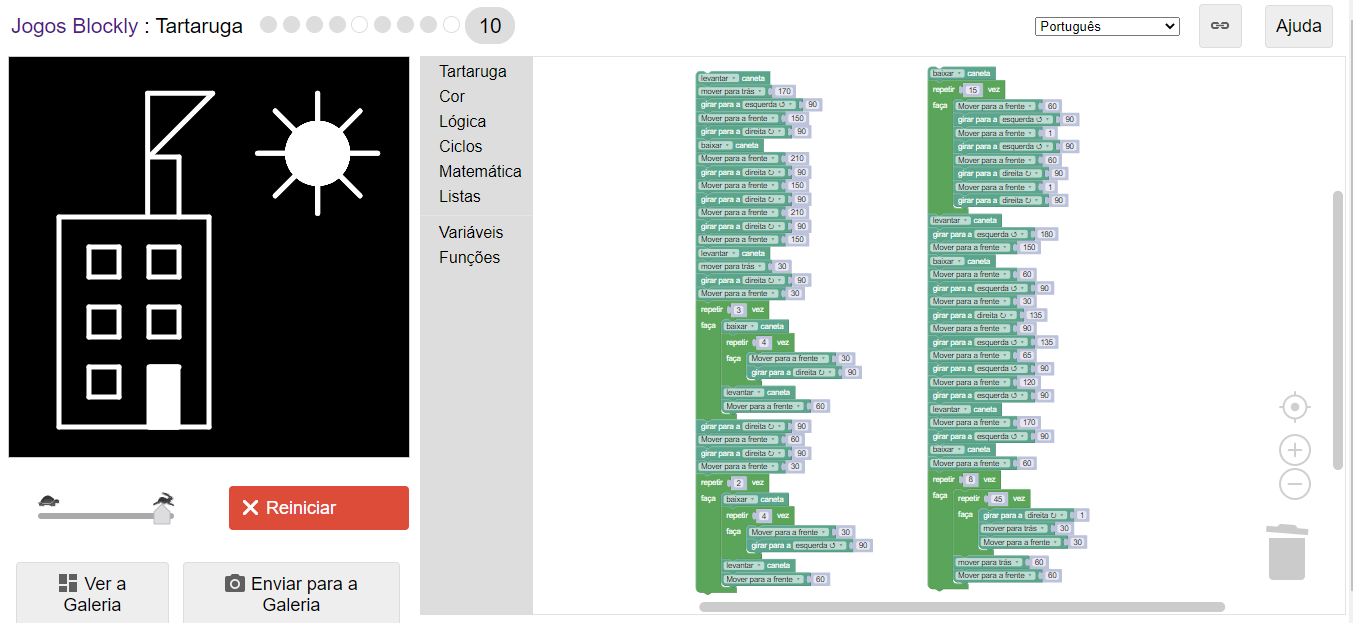 Jogos Blockly : Tartaruga 10
Português
Ajuda
Tartaruga
Cor
Lógica
Ciclos
Matemática
Listas
Variáveis
Funções
levantar caneta
mover para trás 170
girar para a esquerda ↺ 90
Mover para a frente 150
girar para a direita ↻ 90
baixar caneta
Mover para a frente 210
girar para a direita ↻ 90
Mover para a frente 150
girar para a direita ↻ 90
Mover para a frente 210
girar para a direita ↻ 90
Mover para a frente 150
levantar caneta
mover para trás 30
girar para a direita ↻ 90
Mover para a frente 30
repetir 3 vez
faça baixar caneta
repetir 4 vez
faça Mover para a frente 30
girar para a direita ↻ 90
levantar caneta
Mover para a frente 60
girar para a direita ↻ 90
Mover para a frente 60
girar para a direita ↻ 90
Mover para a frente 30
repetir 2 vez
faça baixar caneta
repetir 4 vez
faça Mover para a frente 30
girar para a esquerda ↺ 90
levantar caneta
Mover para a frente 60
baixar caneta
repetir 15 vez
faça Mover para a frente 60
girar para a esquerda ↺ 90
Mover para a frente 1
girar para a esquerda ↺ 90
Mover para a frente 60
girar para a direita ↻ 90
Mover para a frente 1
girar para a direita ↻ 90
levantar caneta
girar para a esquerda ↺ 180
Mover para a frente 150
baixar caneta
Mover para a frente 60
girar para a esquerda ↺ 90
Mover para a frente 30
girar para a direita ↻ 135
Mover para a frente 90
girar para a esquerda ↺ 135
Mover para a frente 65
girar para a esquerda ↺ 90
Mover para a frente 120
girar para a esquerda ↺ 90
levantar caneta
Mover para a frente 170
girar para a esquerda ↺ 90
baixar caneta
Mover para a frente 60
repetir 8 vez
faça repetir 45 vez
faça girar para a direita ↻ 1
mover para trás 30
Mover para a frente 30
mover para trás 60
Mover para a frente 60
Reiniciar
Ver a
Galeria
Enviar para a
Galeria